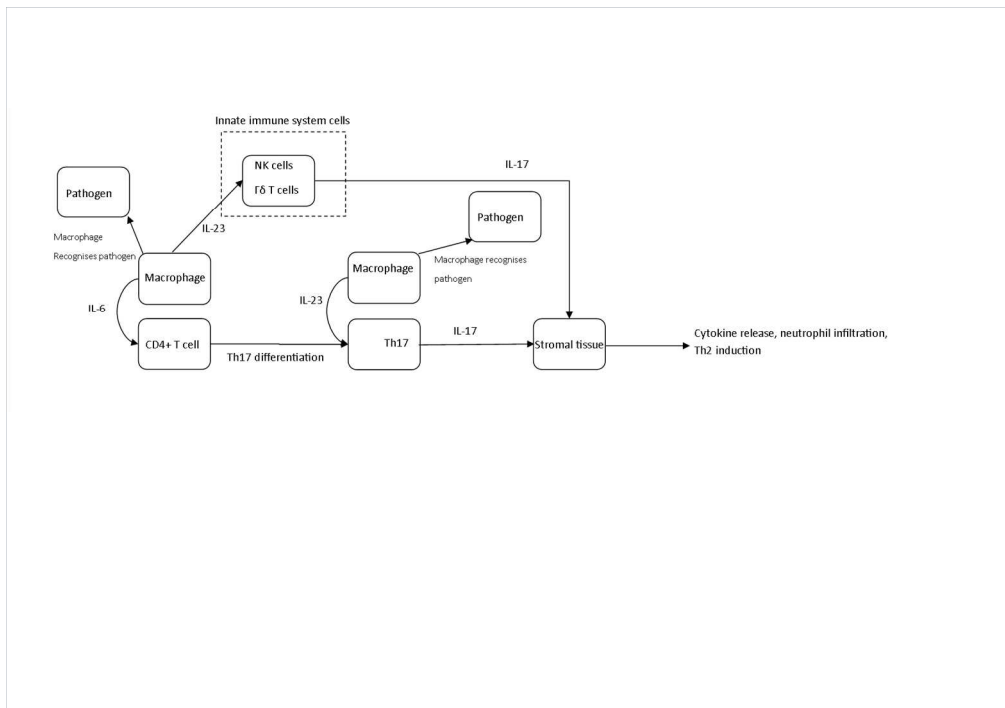 Innate immune system cells
NK cells
Γδ T cells
IL-17
Pathogen
Pathogen
IL-23
Macrophage
Recognises pathogen
Macrophage recognises
pathogen
Macrophage
Macrophage
IL-6
IL-23
CD4+ T cell
Th17 differentiation
Th17
IL-17
Stromal tissue
Cytokine release, neutrophil infiltration,
Th2 induction